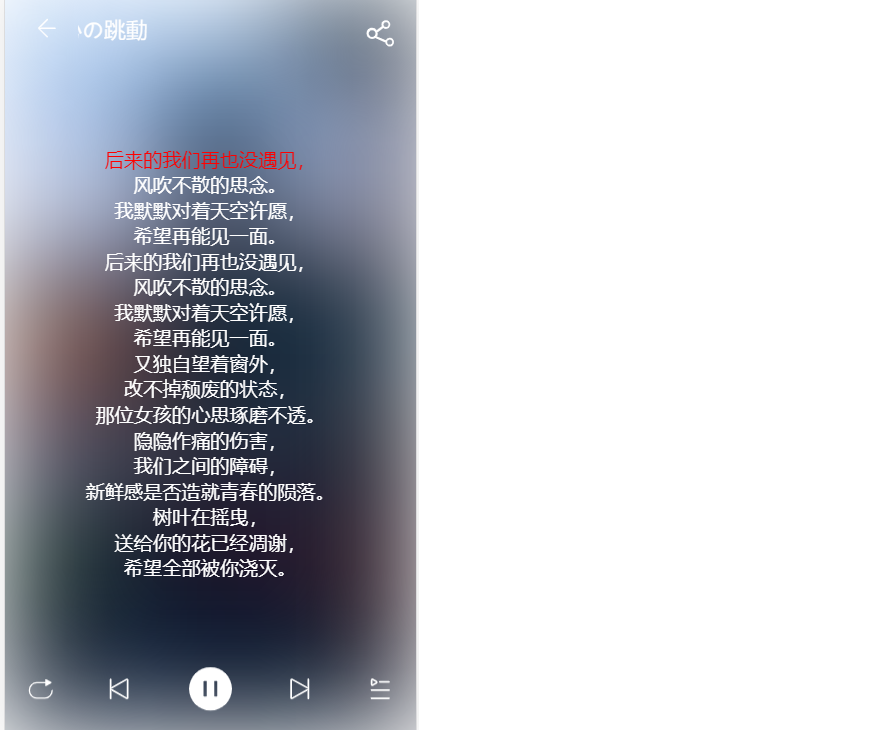 の跳動
后来的我们再也没遇见，
风吹不散的思念。
我默默对着天空许愿，
希望再能见一面。
后来的我们再也没遇见，
风吹不散的思念。
我默默对着天空许愿，
希望再能见一面。
又独自望着窗外，
改不掉颓废的状态，
那位女孩的心思琢磨不透。
隐隐作痛的伤害，
我们之间的障碍，
新鲜感是否造就青春的陨落。
树叶在摇曳，
送给你的花已经凋谢，
希望全部被你浇灭。